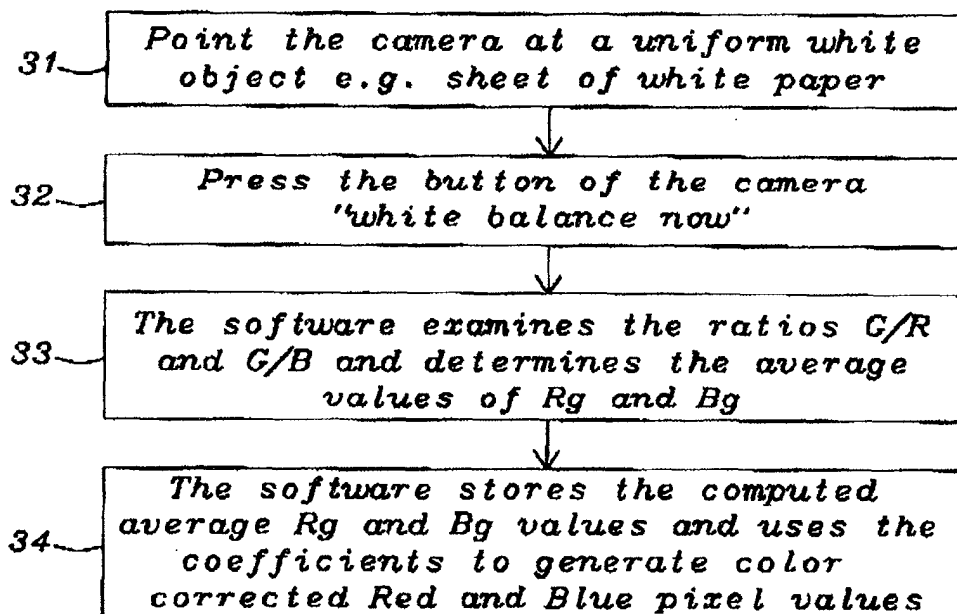 31
Point the camera at a uniform white
object e.g. sheet of white paper
32
Press the button of the camera
"white balance now"
33
The software examines the ratios G/R
and G/B and determines the average
values of Rg and Bg
34
The software stores the computed
average Rg and Bg values and uses the
coefficients to generate color
corrected Red and Blue pixel values